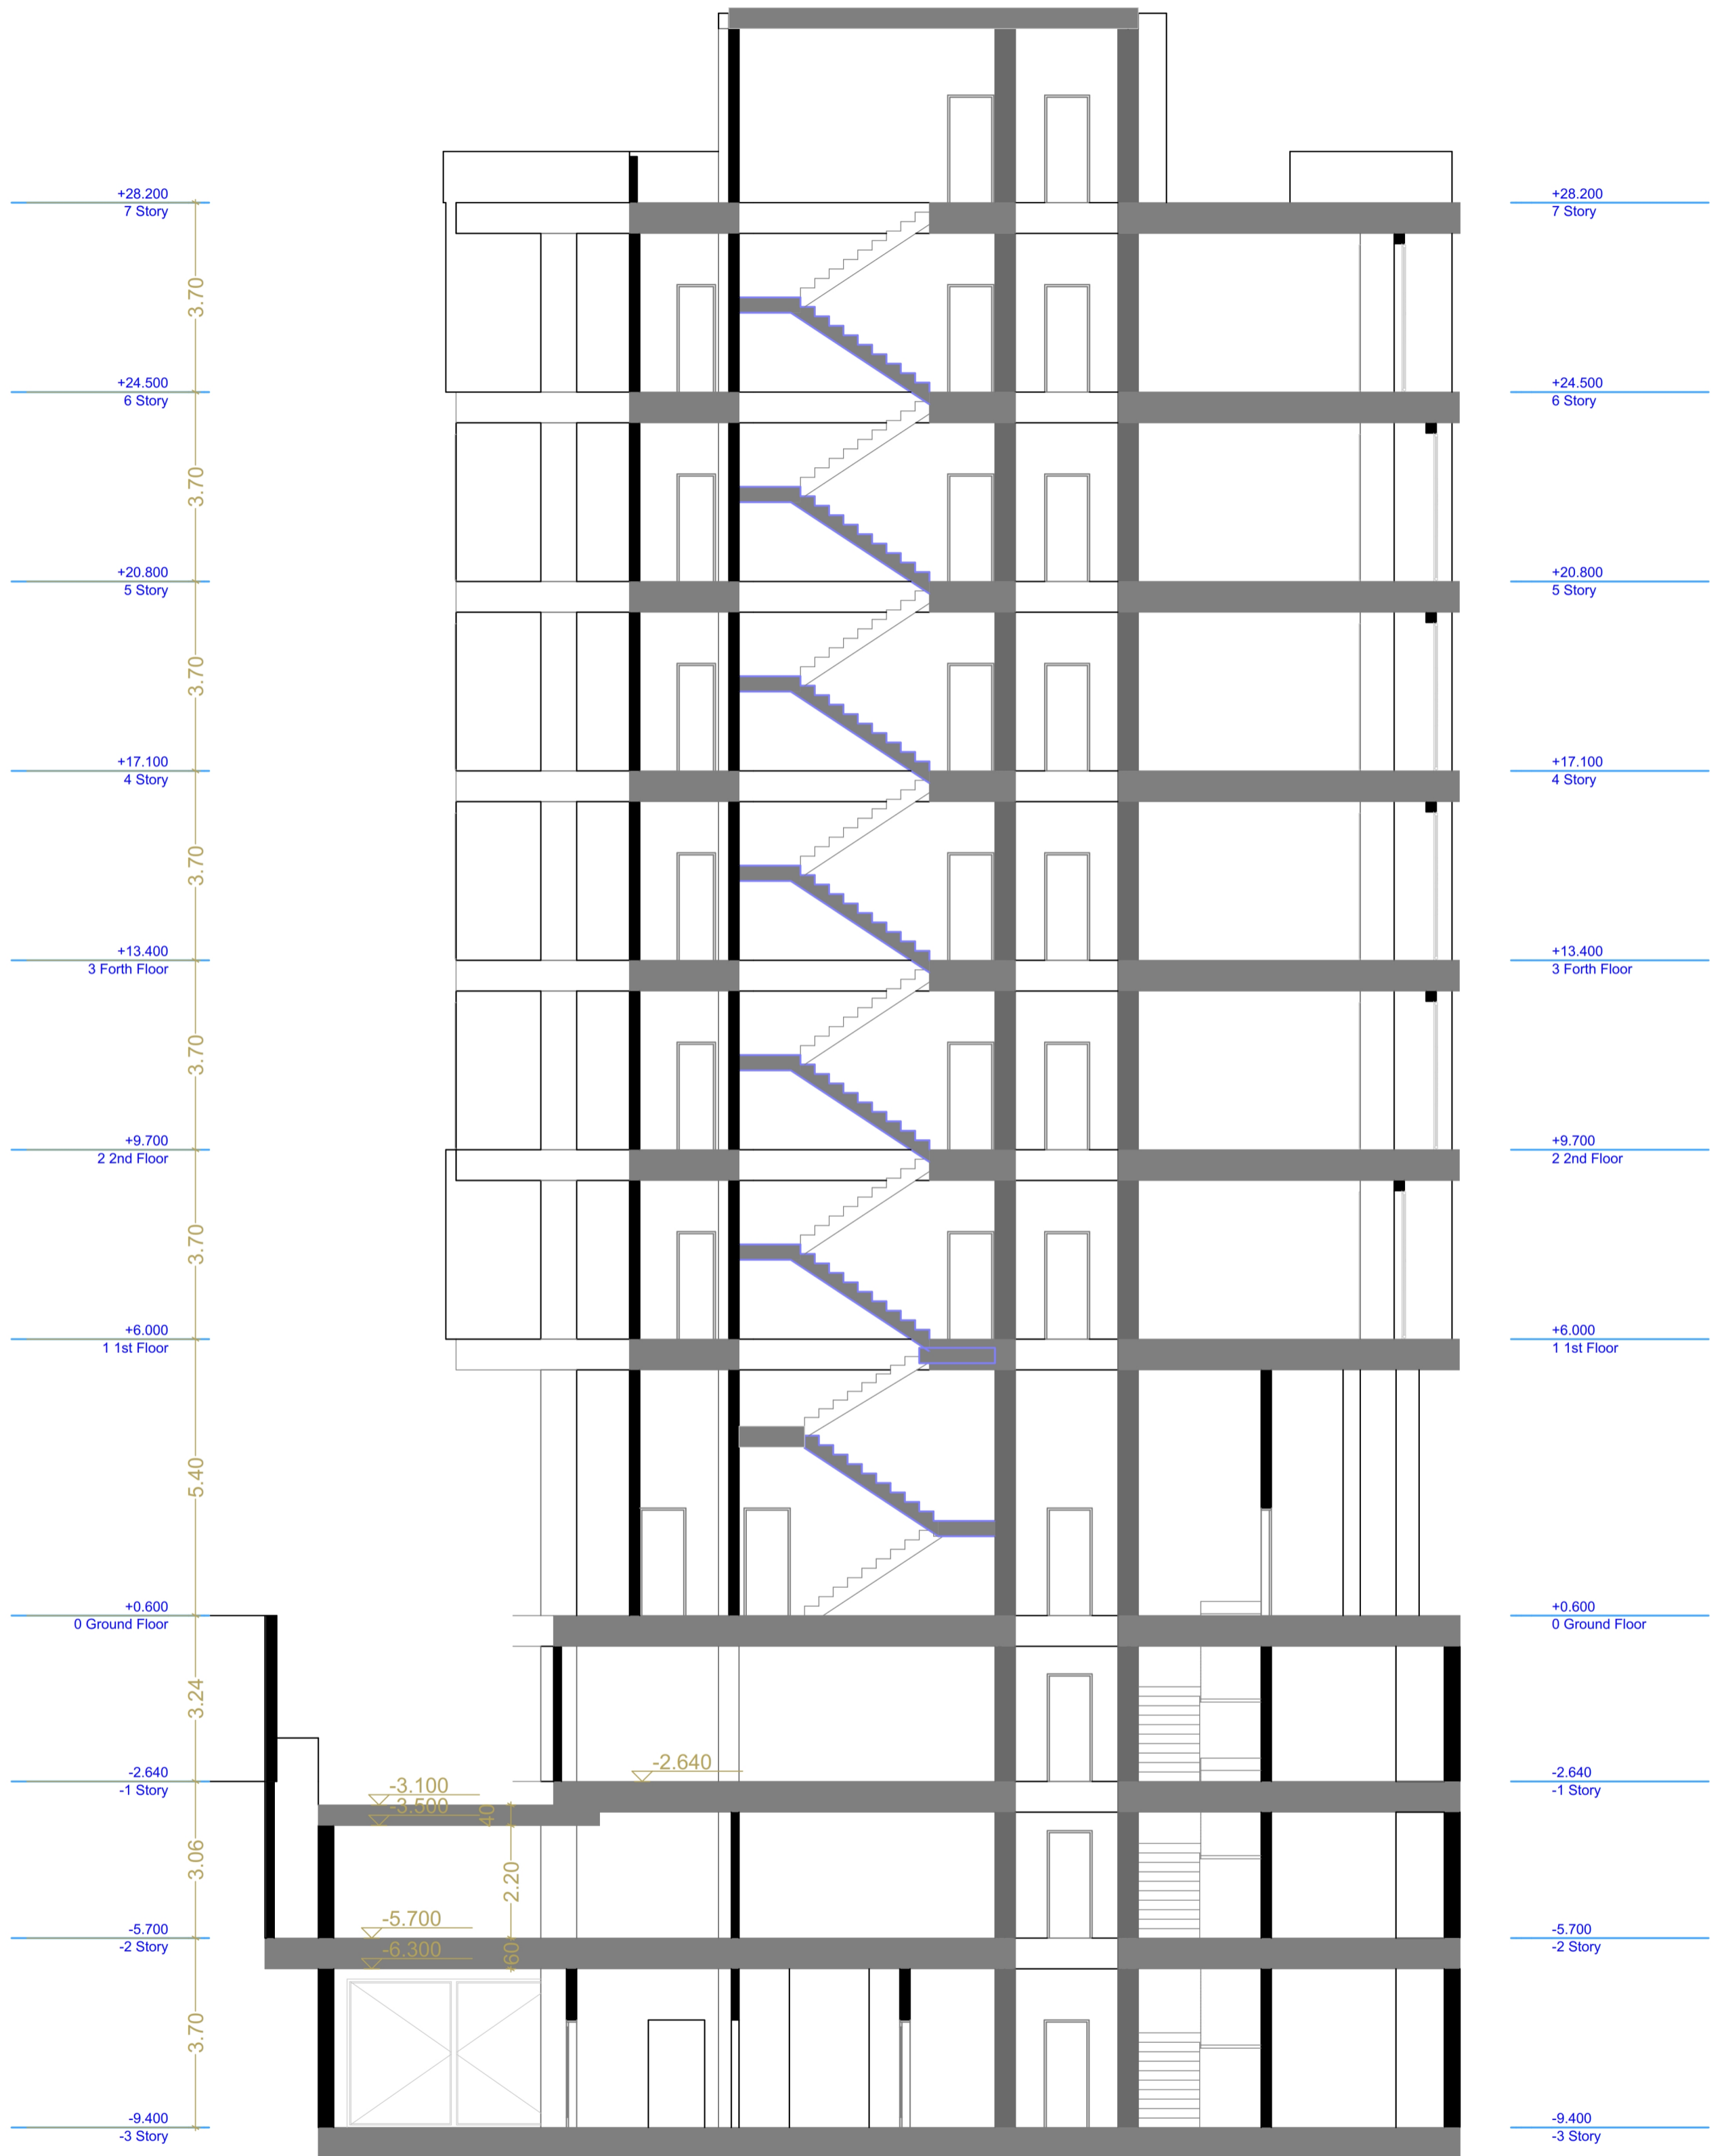 +28.200
7 Story
+28.200
7 Story
3.70
+24.500
6 Story
+24.500
6 Story
3.70
+20.800
5 Story
+20.800
5 Story
3.70
+17.100
4 Story
+17.100
4 Story
3.70
+13.400
3 Forth Floor
+13.400
3 Forth Floor
3.70
+9.700
2 2nd Floor
+9.700
2 2nd Floor
3.70
+6.000
1 1st Floor
+6.000
1 1st Floor
5.40
+0.600
0 Ground Floor
+0.600
0 Ground Floor
3.24
-2.640
-2.640
-1 Story
-2.640
-1 Story
-3.100
-3.500
40
3.06
2.20
-5.700
-5.700
-2 Story
-5.700
-2 Story
-6.300
60
3.70
-9.400
-3 Story
-9.400
-3 Story